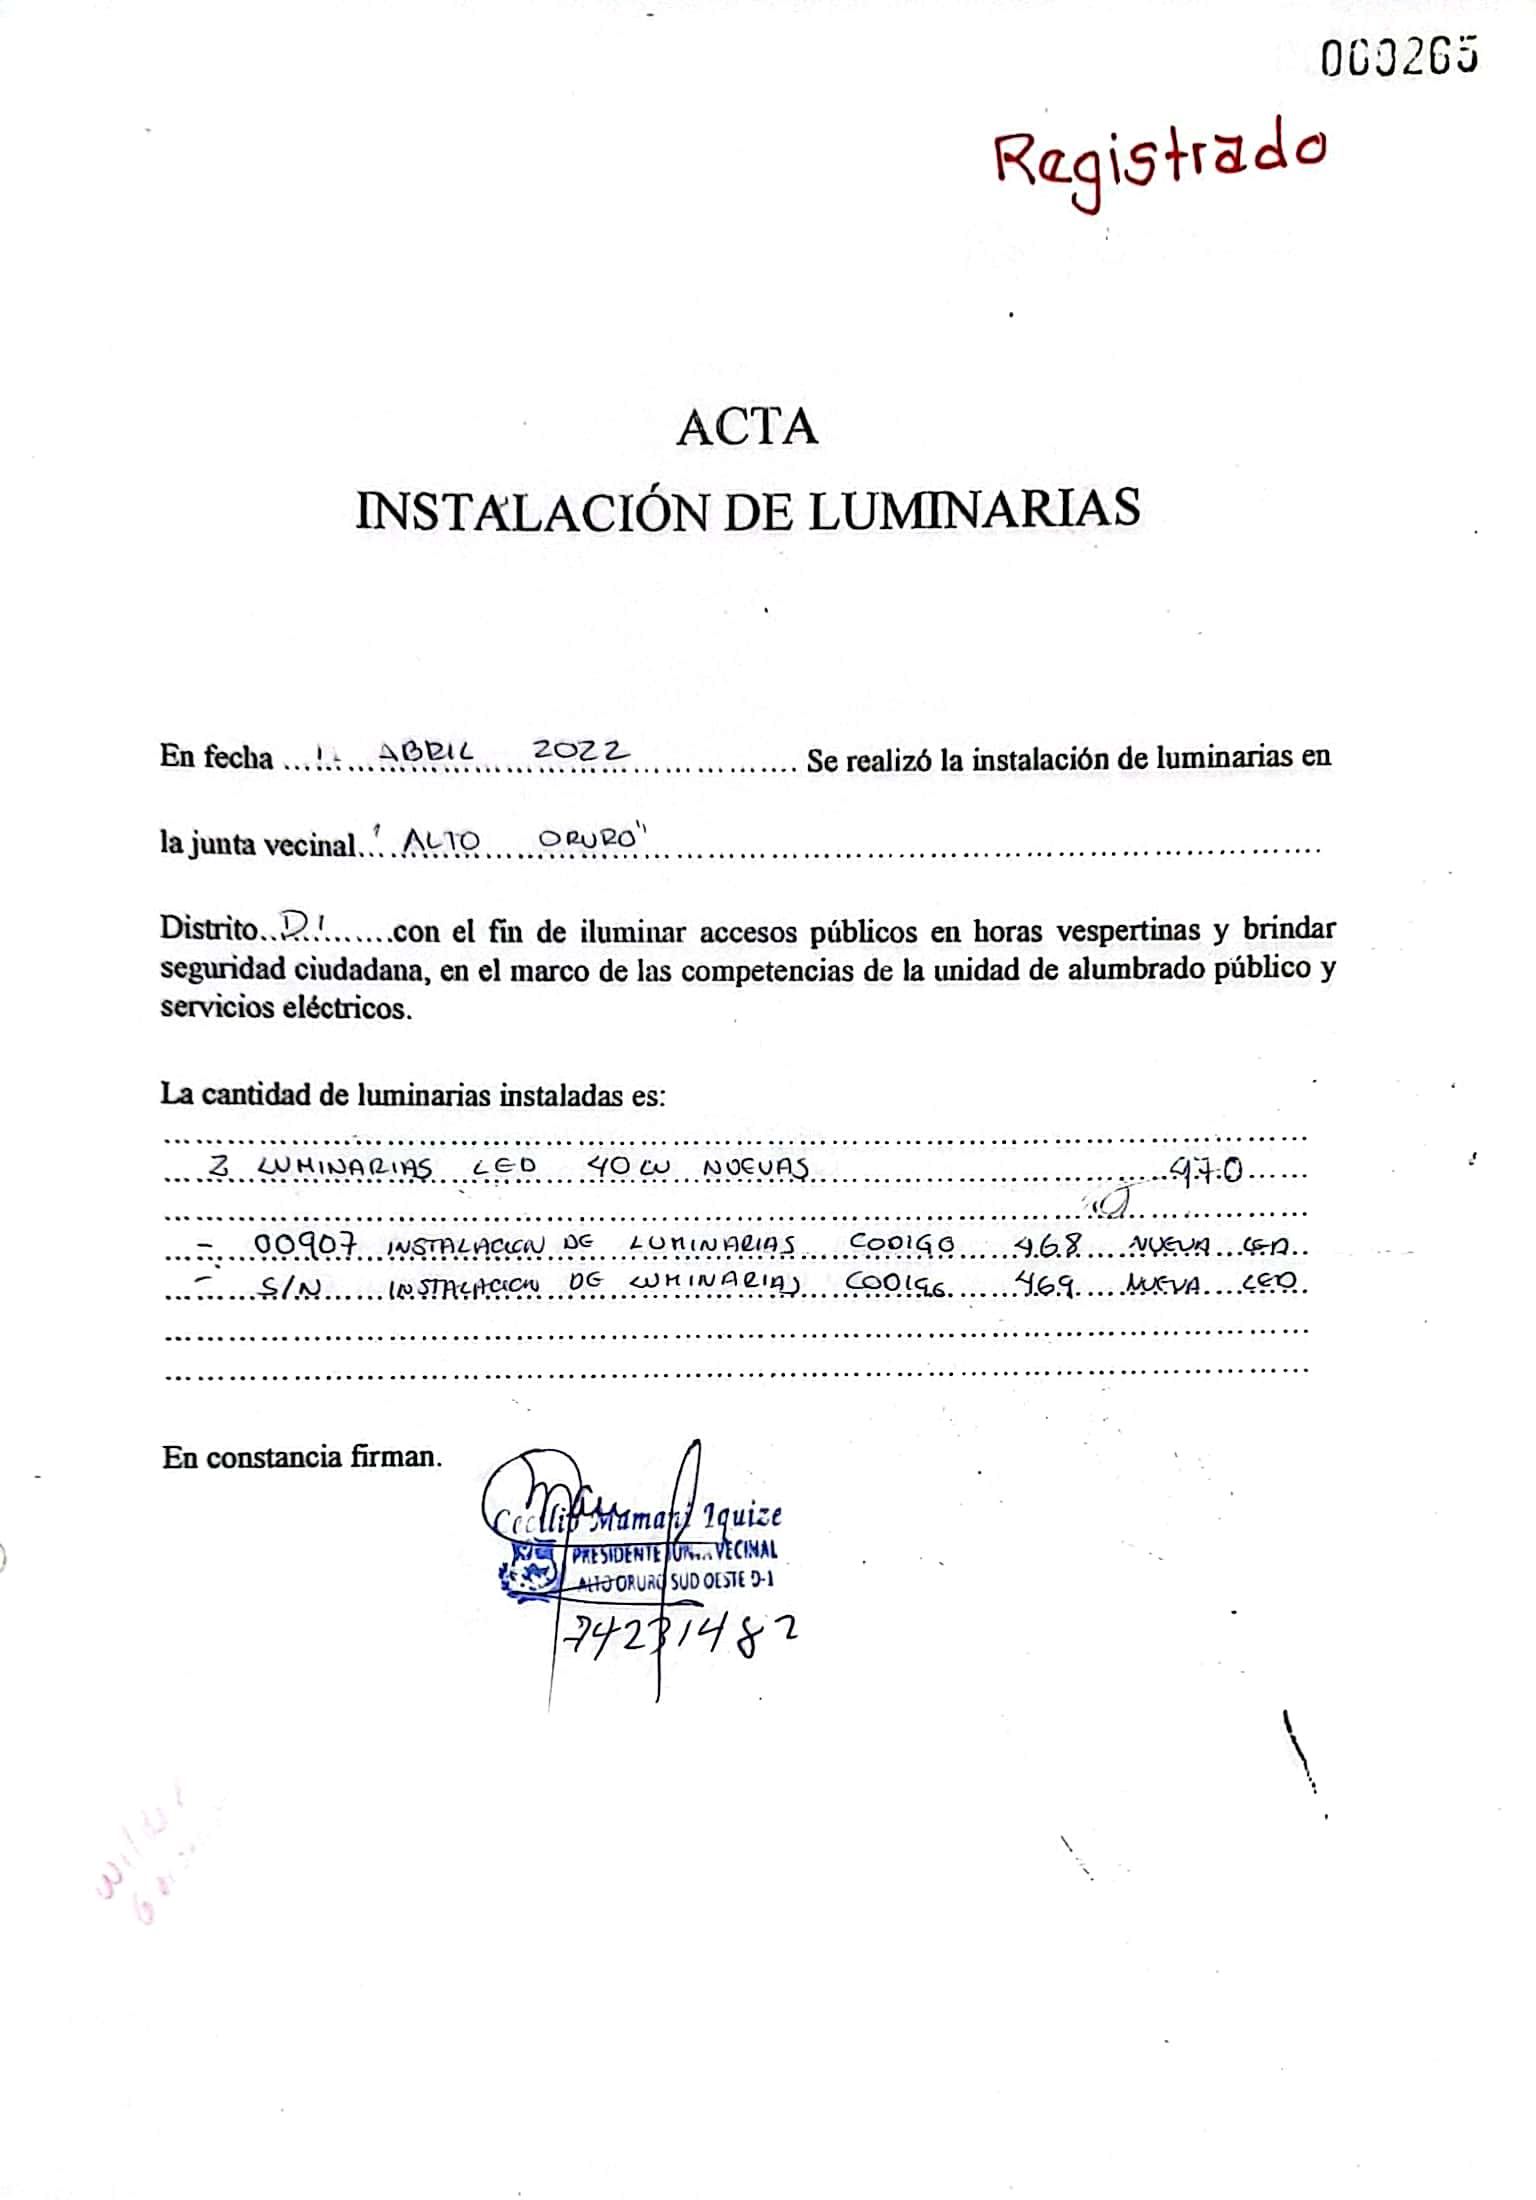 000265
Registrado
ACTA
INSTALACIÓN DE LUMINARIAS
En fecha ABRIL 2022 Se realizó la instalación de luminarias en
la junta vecinal "ALTO ORURO"
Distrito D1 con el fin de iluminar accesos públicos en horas vespertinas y brindar
seguridad ciudadana, en el marco de las competencias de la unidad de alumbrado público y
servicios eléctricos.
La cantidad de luminarias instaladas es:
2 LUMINARIAS LED 40W NUEVAS 970
- 00907 INSTALACION DE LUMINARIAS CODIGO 468 NUEVA LED
- S/N INSTALACION DE LUMINARIAS CODIGO 469 NUEVA LED
En constancia firman.
Mamani Iquize
PRESIDENTE JUNTA VECINAL
ALTO ORURO SUD OESTE D-1
74231482